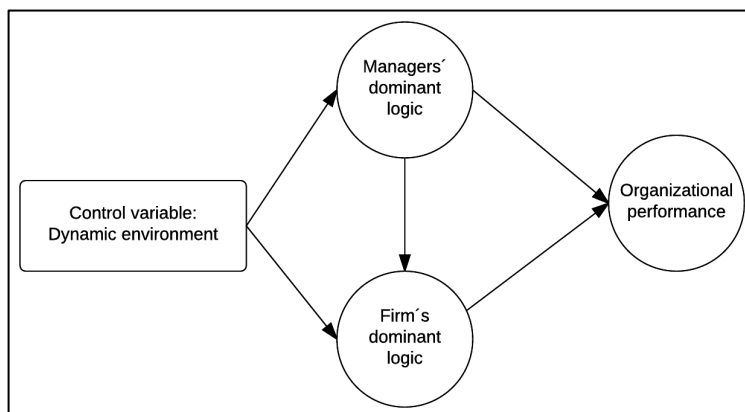 Managers´
dominant
logic
Control variable:
Dynamic environment
Organizational
performance
Firm´s
dominant
logic